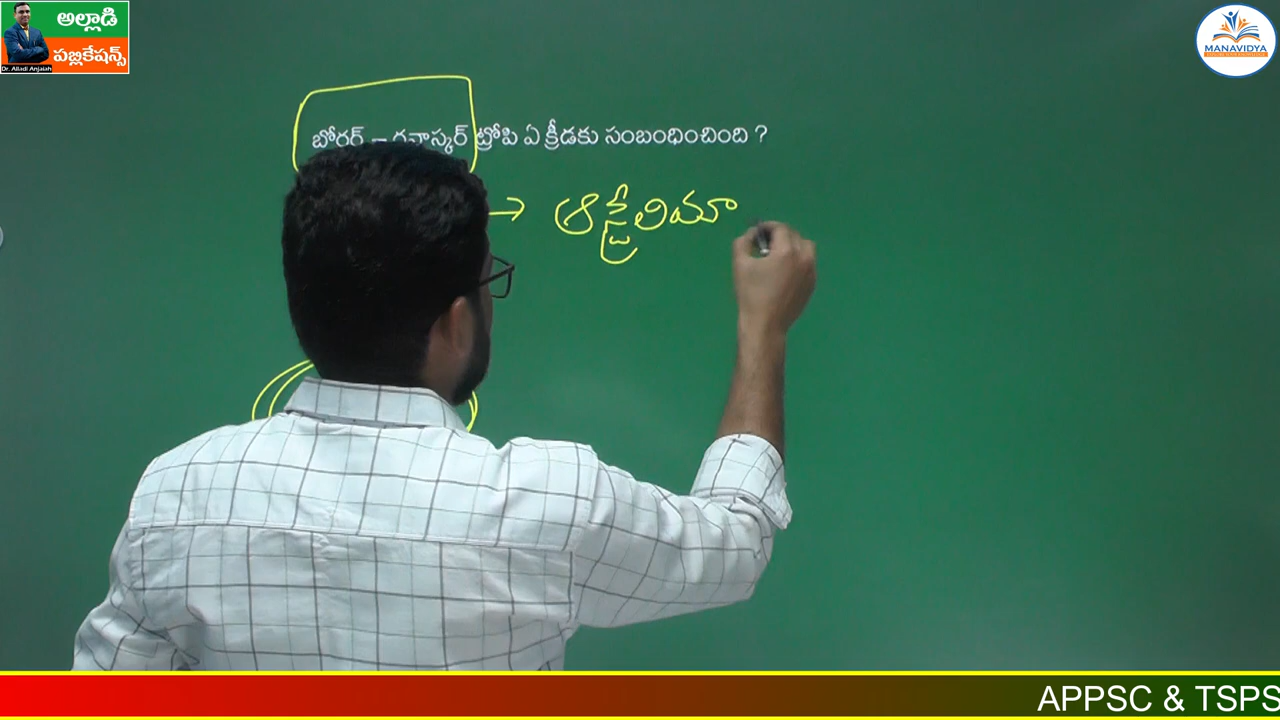 అల్లాడి
పబ్లికేషన్స్
Dr. Alladi Anjaiah
MANAVIDYA
బోర్డర్ – గవాస్కర్ ట్రోపి ఏ క్రీడకు సంబంధించింది ?
→ ఆస్ట్రేలియా
APPSC & TSPS